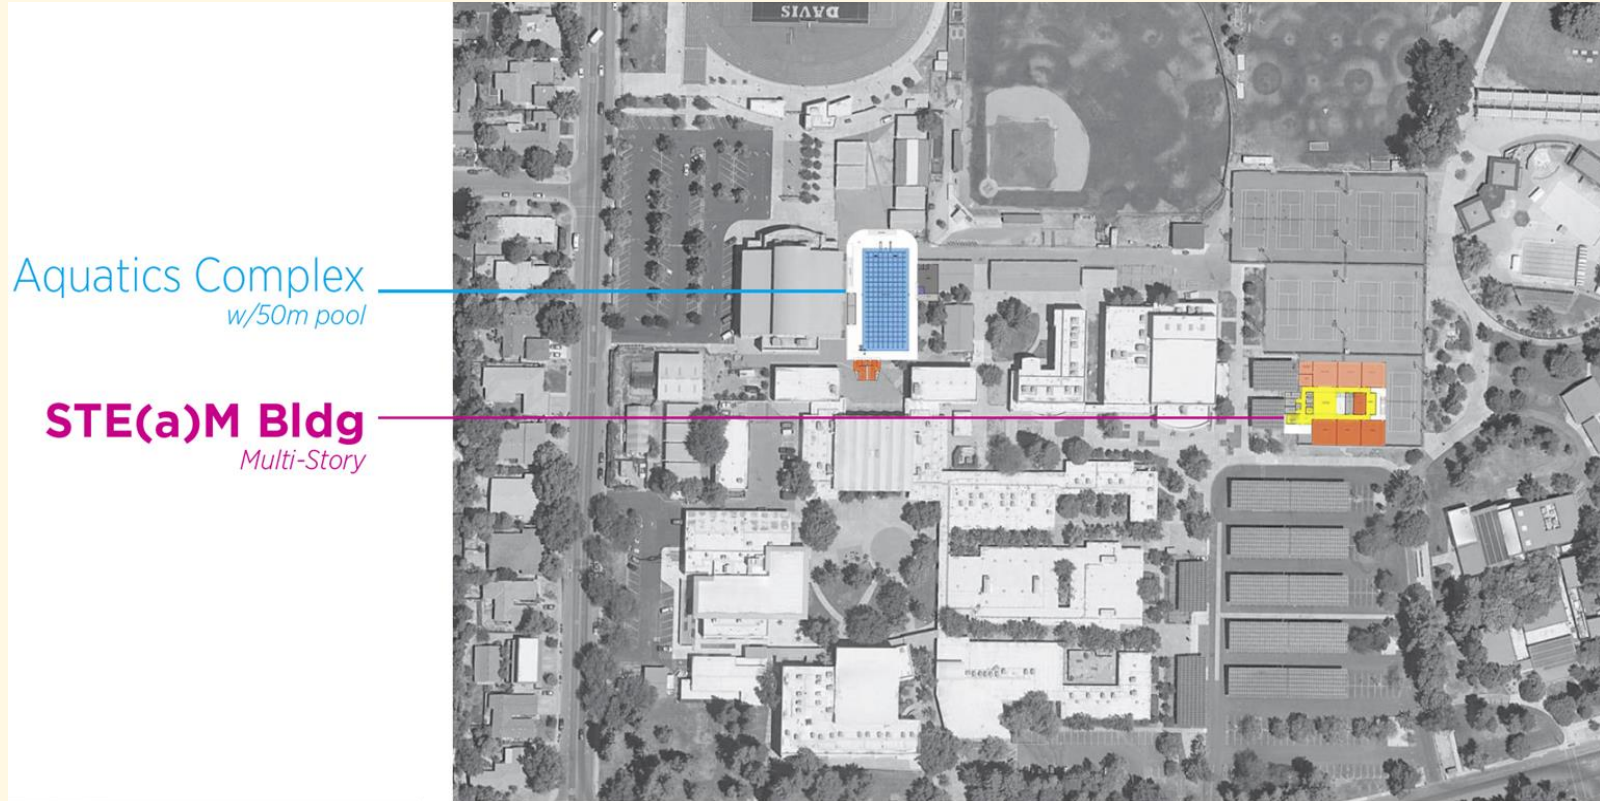 DAVIS
Aquatics Complex
w/50m pool
STE(a)M Bldg
Multi-Story